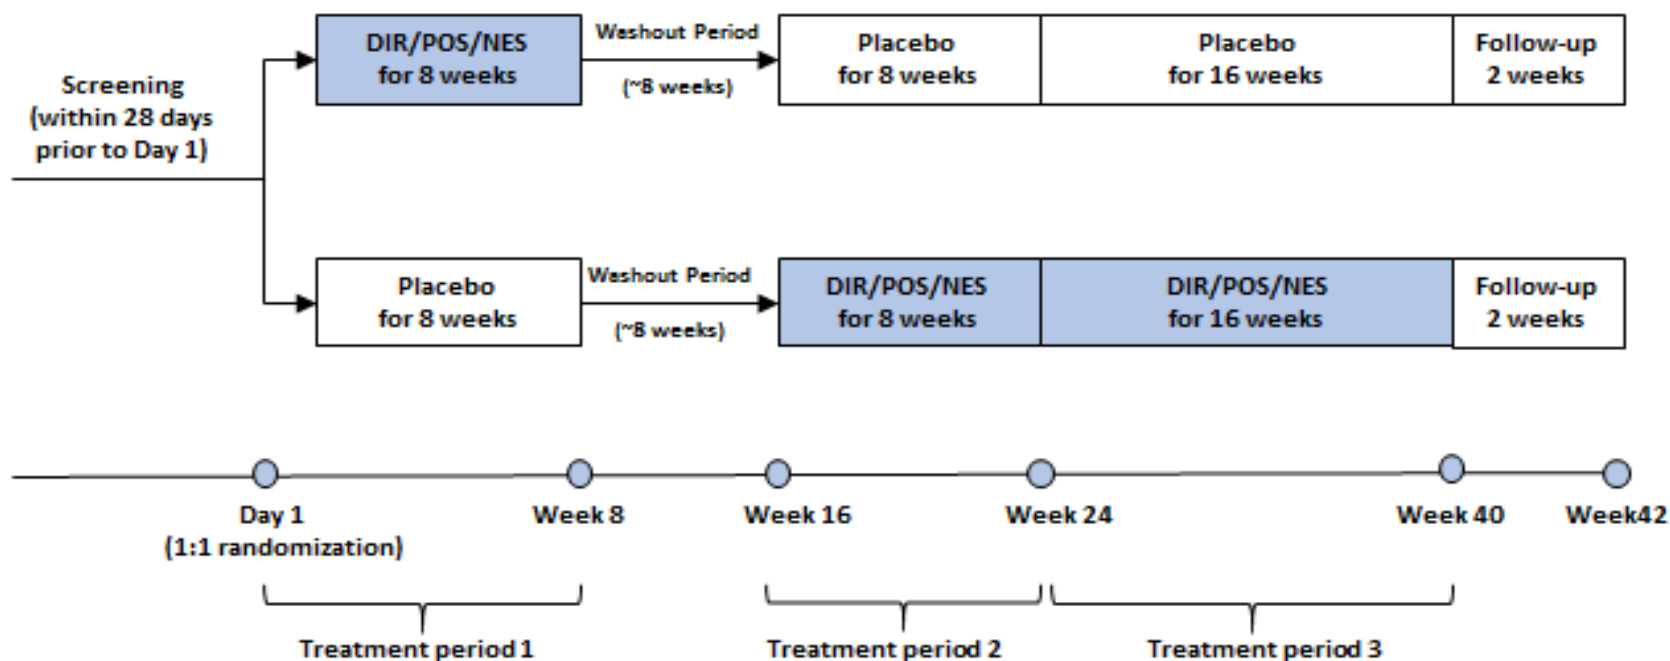 Screening
(within 28 days
prior to Day 1)
DIR/POS/NES
for 8 weeks
Washout Period
(~8 weeks)
Placebo
for 8 weeks
Placebo
for 16 weeks
Follow-up
2 weeks
Placebo
for 8 weeks
Washout Period
(~8 weeks)
DIR/POS/NES
for 8 weeks
DIR/POS/NES
for 16 weeks
Follow-up
2 weeks
Day 1
(1:1 randomization)
Week 8
Week 16
Week 24
Week 40
Week42
Treatment period 1
Treatment period 2
Treatment period 3